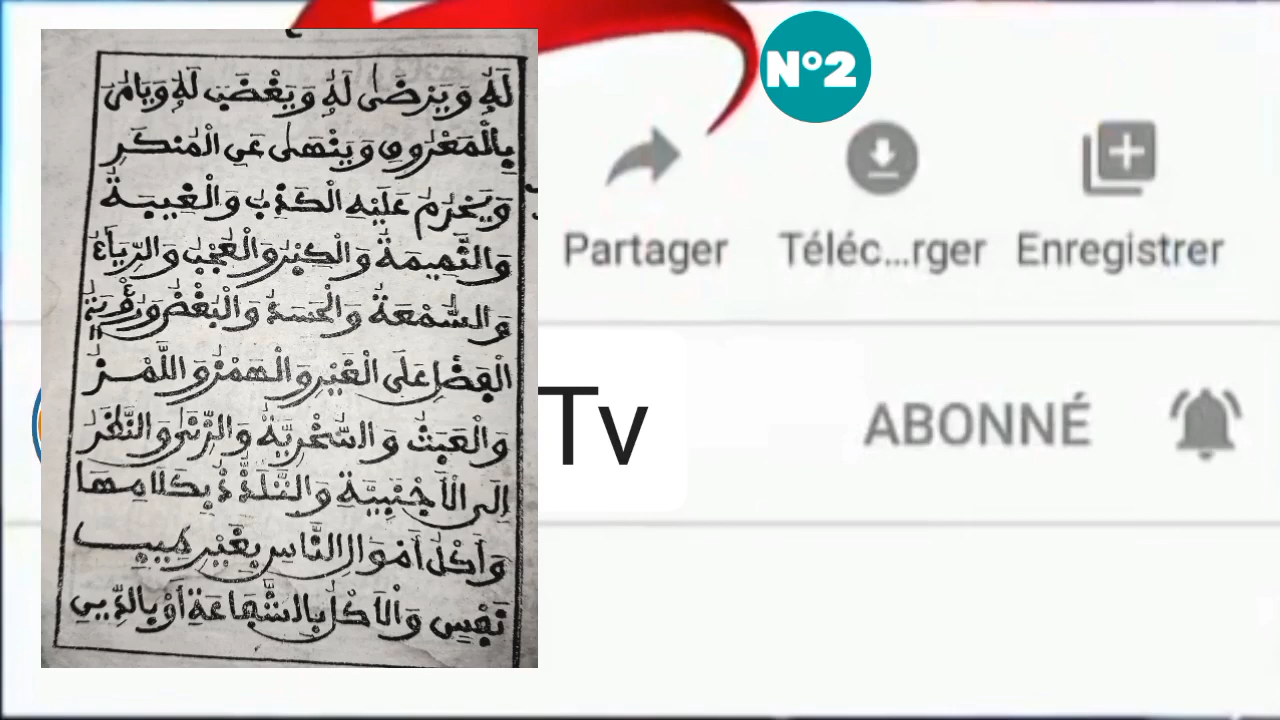 لَهُ وَيَرْضَى لَهُ وَيَغْضَبَ لَهُ وَيَامُرَ
بِالْمَعْرُوفِ وَيَنْهَى عَنِ الْمُنْكَرِ
وَيَحْرُمُ عَلَيْهِ الْكَذِبُ وَالْغِيبَةُ
وَالنَّمِيمَةُ وَالْكِبْرُ وَالْعُجْبُ وَالرِّيَاءُ
وَالسُّمْعَةُ وَالْحَسَدُ وَالْبُغْضُ وَرُؤْيَةُ
الْفَضْلِ عَلَى الْغَيْرِ وَالْهَمْزُ وَاللَّمْزُ
وَالْعَبَثُ وَالسُّخْرِيَّةُ وَالزِّنَى وَالنَّظَرُ
إِلَى الْأَجْنَبِيَّةِ وَالتَّلَذُّذُ بِكَلَامِهَا
وَأَكْلُ أَمْوَالِ النَّاسِ بِغَيْرِ طِيبِ
نَفْسٍ وَالْأَكْلُ بِالشَّفَاعَةِ أَوْ بِالدِّينِ
N°2
Partager
Téléc...rger
Enregistrer
Tv
ABONNÉ